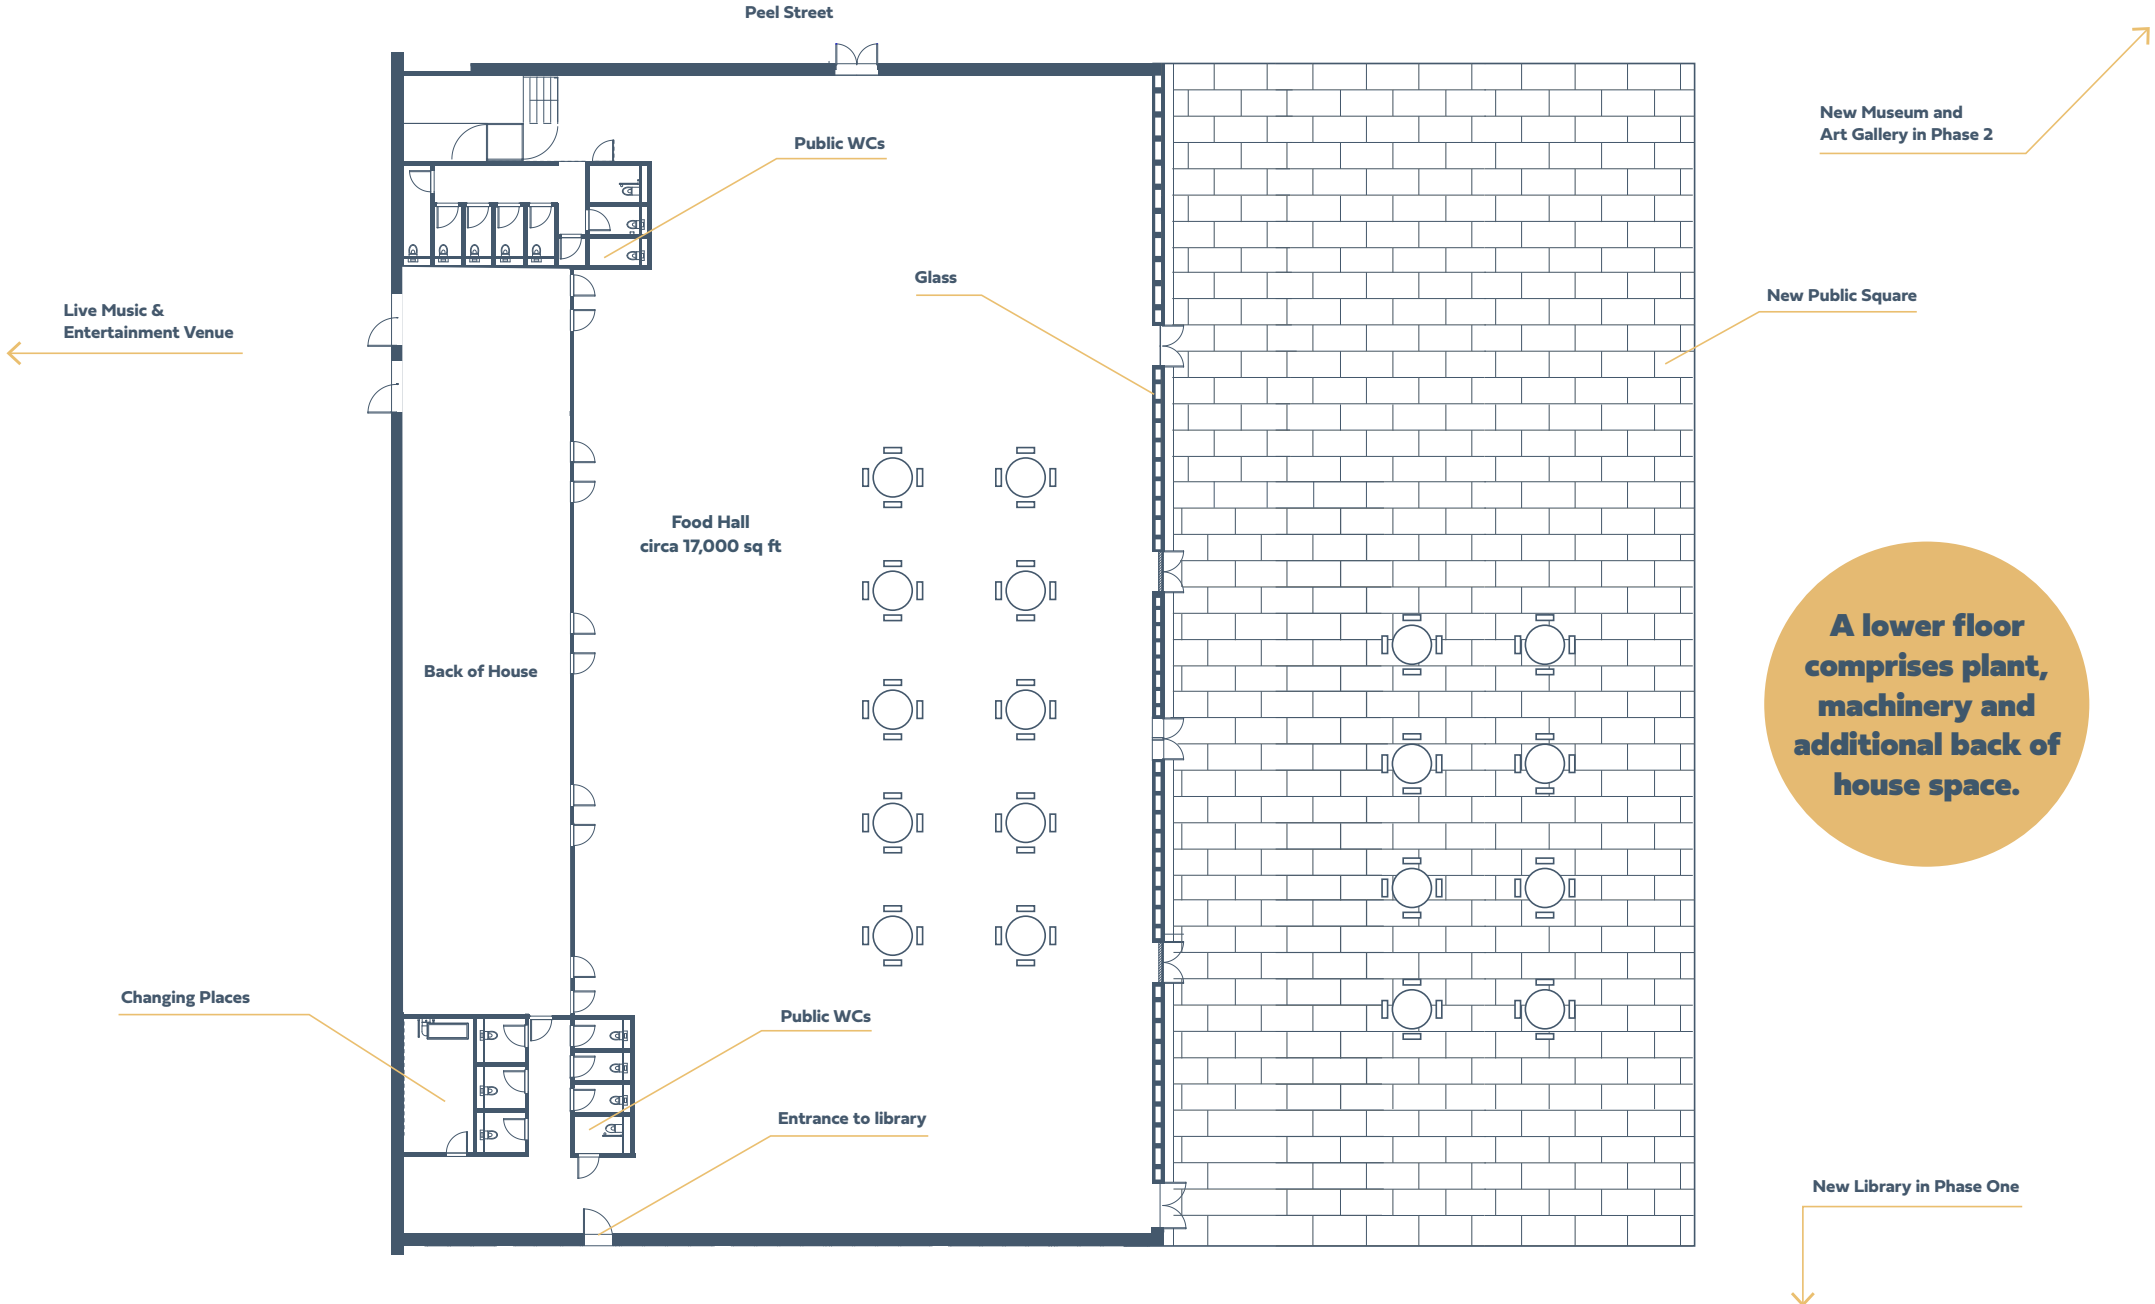 Peel Street
New Museum and
Art Gallery in Phase 2
Public WCs
Glass
New Public Square
Live Music &
Entertainment Venue
Food Hall
circa 17,000 sq ft
A lower floor
comprises plant,
machinery and
additional back of
house space.
Back of House
Changing Places
Public WCs
Entrance to library
New Library in Phase One